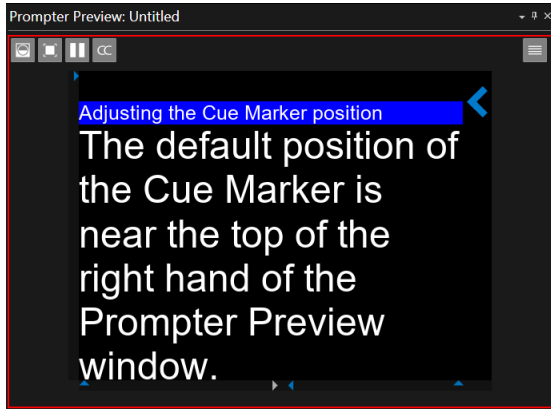 Prompter Preview: Untitled
CC
Adjusting the Cue Marker position
The default position of
the Cue Marker is
near the top of the
right hand of the
Prompter Preview
window.